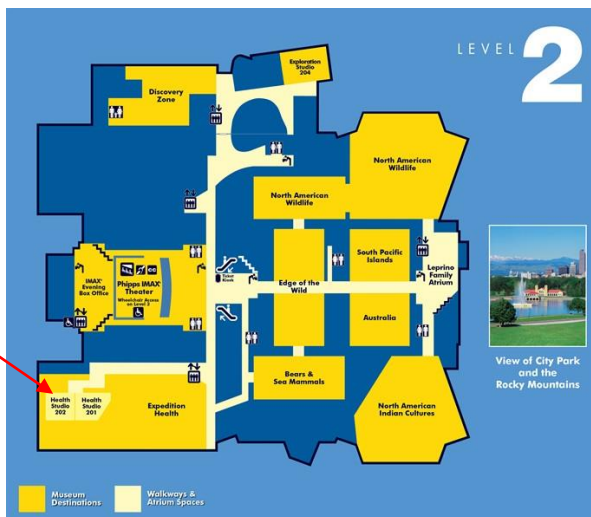 LEVEL 2
Exploration
Studio
204
Discovery
Zone
North American
Wildlife
North American
Wildlife
IMAX®
Evening
Box Office
Phipps IMAX®
Theater
Wheelchair Access
on Level 3
CC
Ticket
Kiosk
Edge of the
Wild
South Pacific
Islands
Leprino
Family
Atrium
Australia
View of City Park
and the
Rocky Mountains
Health
Studio
202
Health
Studio
201
Expedition
Health
Bears &
Sea Mammals
North American
Indian Cultures
Museum
Destinations
Walkways &
Atrium Spaces